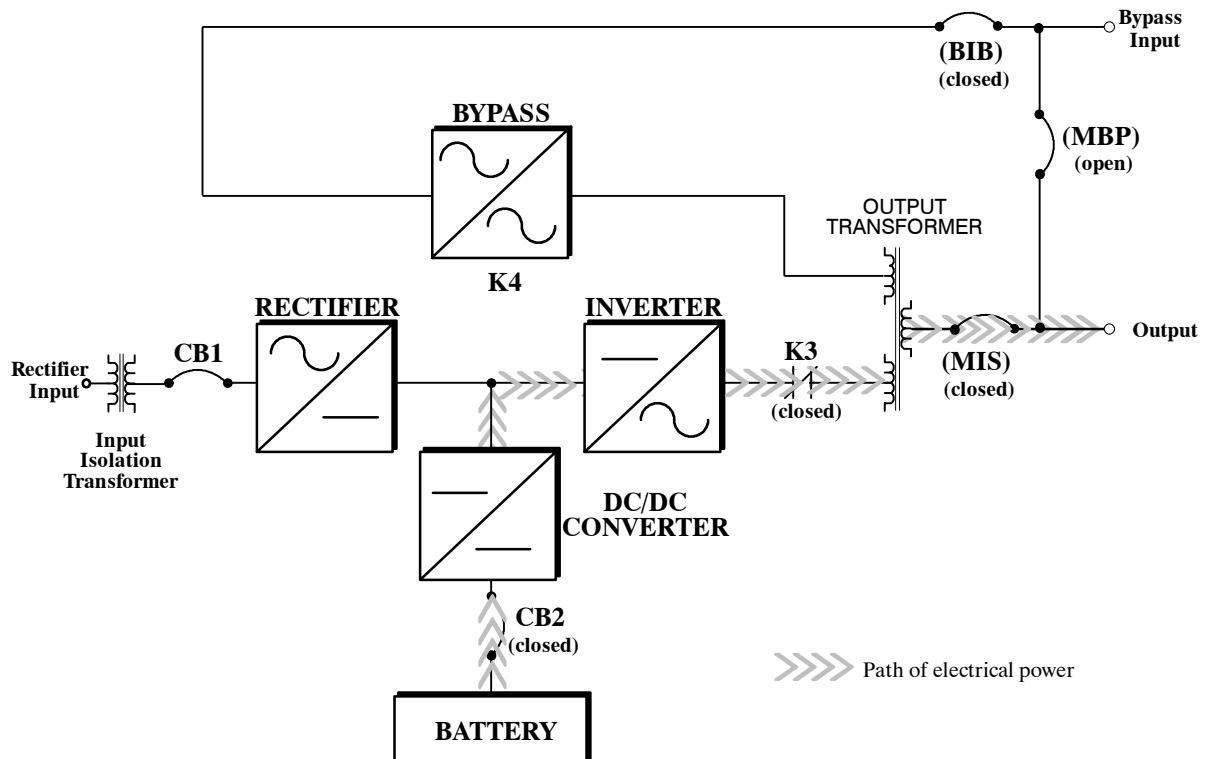 Bypass
Input
(BIB)
(closed)
BYPASS
(MBP)
(open)
OUTPUT
TRANSFORMER
K4
RECTIFIER
INVERTER
Rectifier
Input
CB1
K3
(closed)
(MIS)
(closed)
Output
Input
Isolation
Transformer
DC/DC
CONVERTER
CB2
(closed)
Path of electrical power
BATTERY